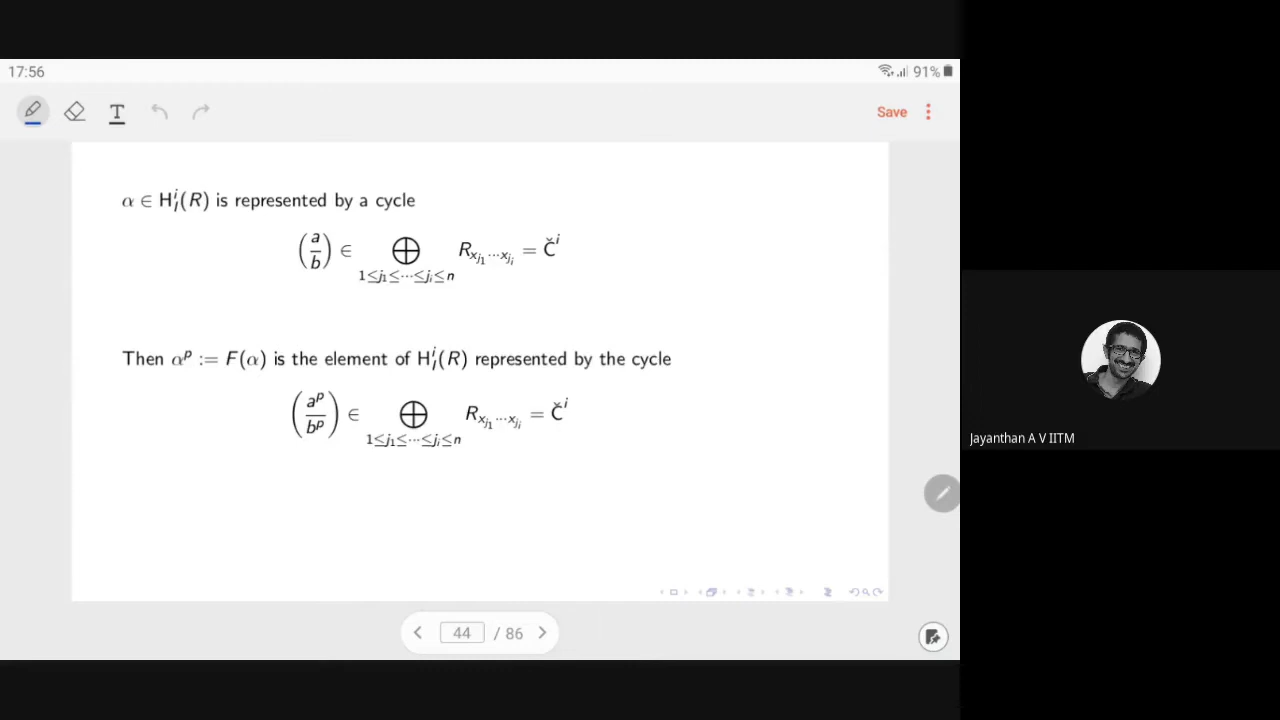 17:56
91%
T
Save
α ∈ H^i_I(R) is represented by a cycle
(a/b) ∈ ⊕_{1≤j_1≤⋯≤j_i≤n} R_{x_{j_1}⋯x_{j_i}} = Č^i
Then α^p := F(α) is the element of H^i_I(R) represented by the cycle
(a^p/b^p) ∈ ⊕_{1≤j_1≤⋯≤j_i≤n} R_{x_{j_1}⋯x_{j_i}} = Č^i
Jayanthan A V IITM
44 / 86